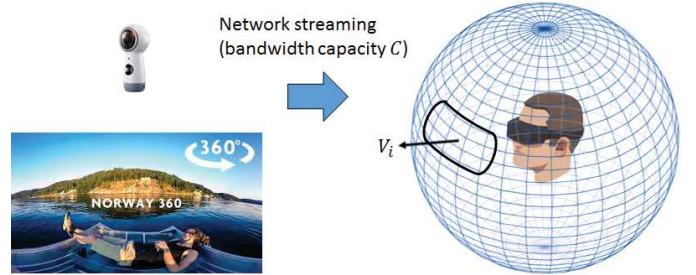 Network streaming
(bandwidth capacity C)
360°
NORWAY 360
V_i